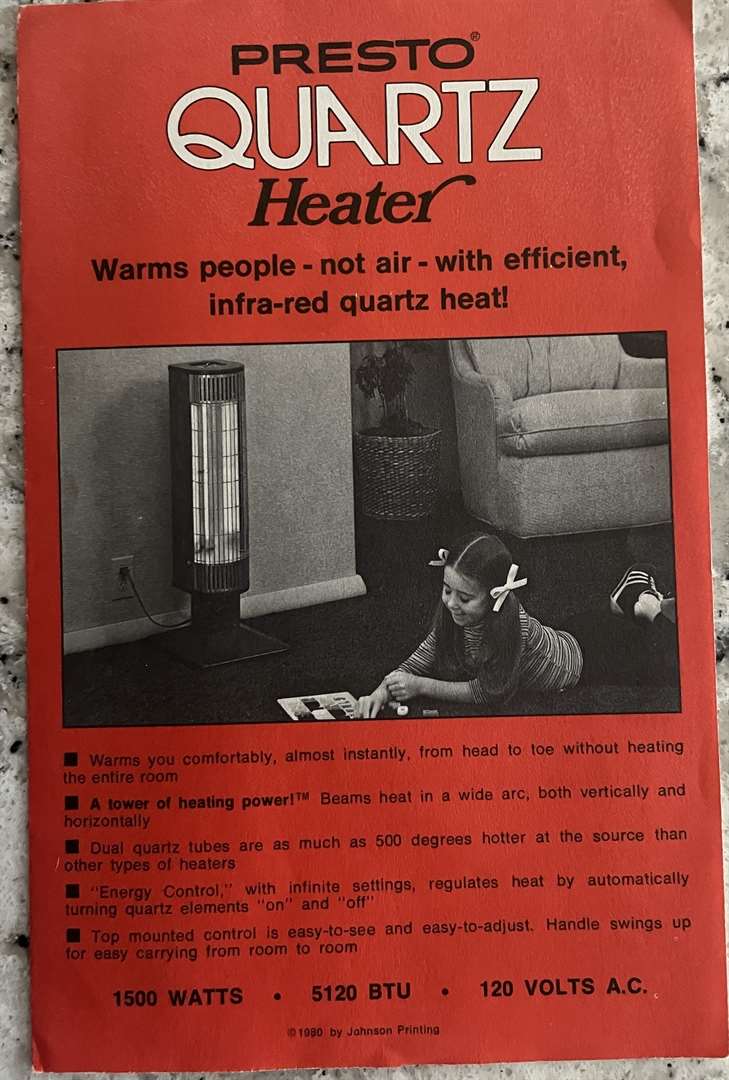 PRESTO®
QUARTZ
Heater
Warms people - not air - with efficient,
infra-red quartz heat!
■ Warms you comfortably, almost instantly, from head to toe without heating
the entire room
■ A tower of heating power!™ Beams heat in a wide arc, both vertically and
horizontally
■ Dual quartz tubes are as much as 500 degrees hotter at the source than
other types of heaters
■ "Energy Control," with infinite settings, regulates heat by automatically
turning quartz elements "on" and "off"
■ Top mounted control is easy-to-see and easy-to-adjust. Handle swings up
for easy carrying from room to room
1500 WATTS • 5120 BTU • 120 VOLTS A.C.
©1980 by Johnson Printing